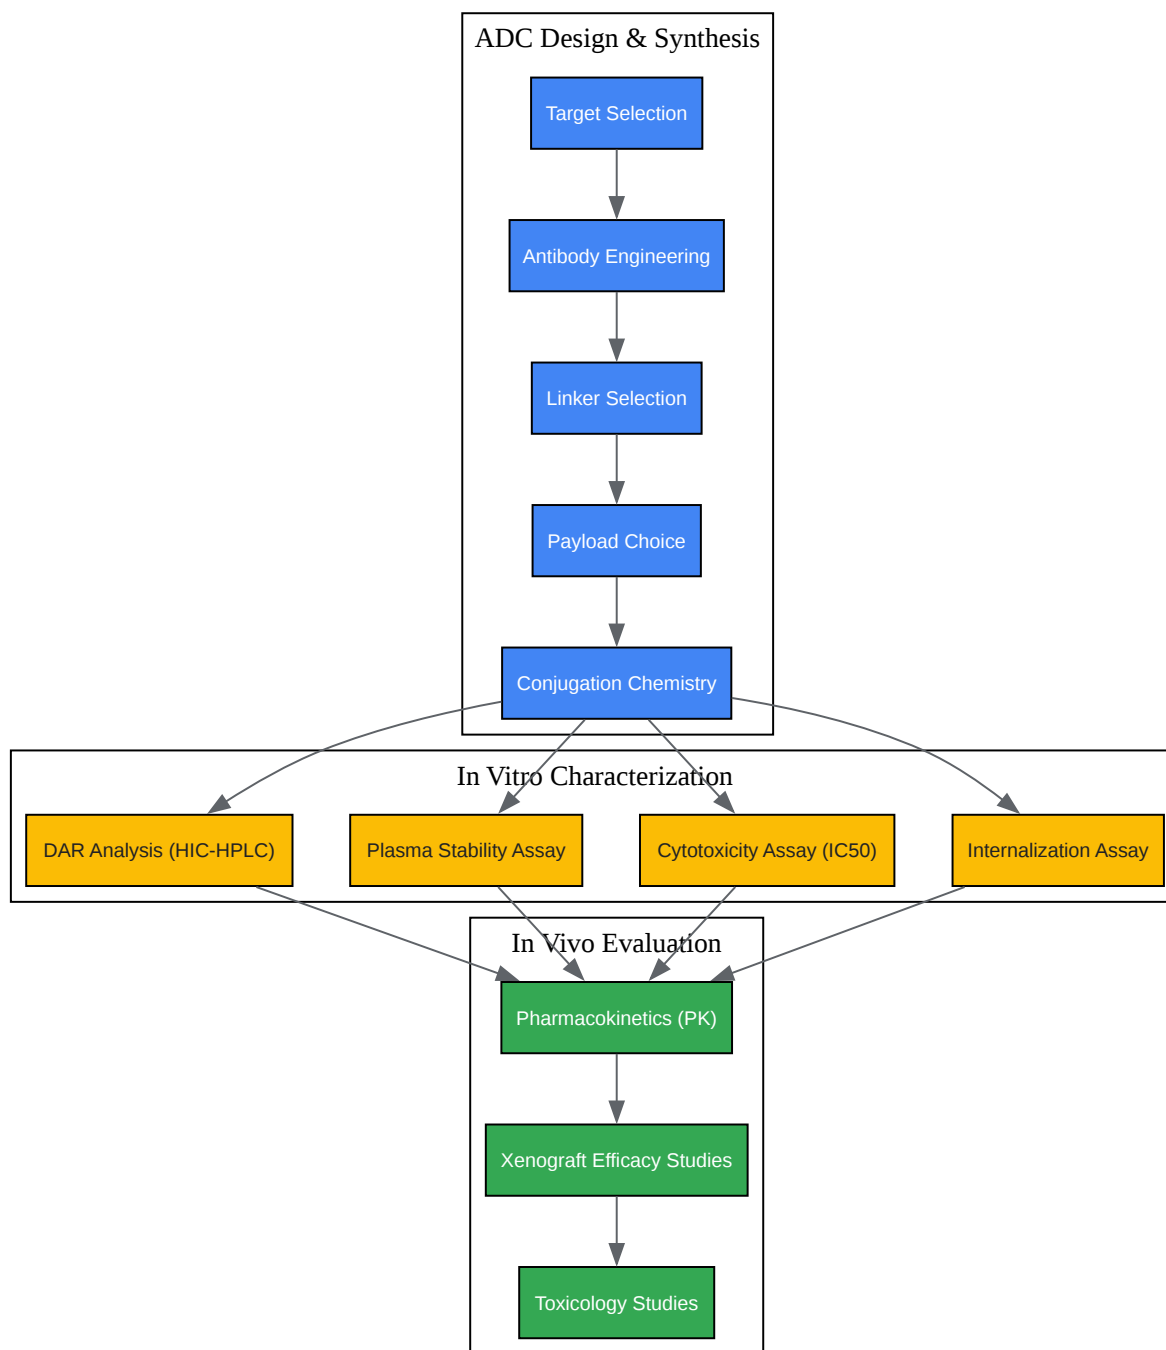 ADC Design & Synthesis
Target Selection
Antibody Engineering
Linker Selection
Payload Choice
Conjugation Chemistry
In Vitro Characterization
DAR Analysis (HIC-HPLC)
Plasma Stability Assay
Cytotoxicity Assay (IC50)
Internalization Assay
In Vivo Evaluation
Pharmacokinetics (PK)
Xenograft Efficacy Studies
Toxicology Studies